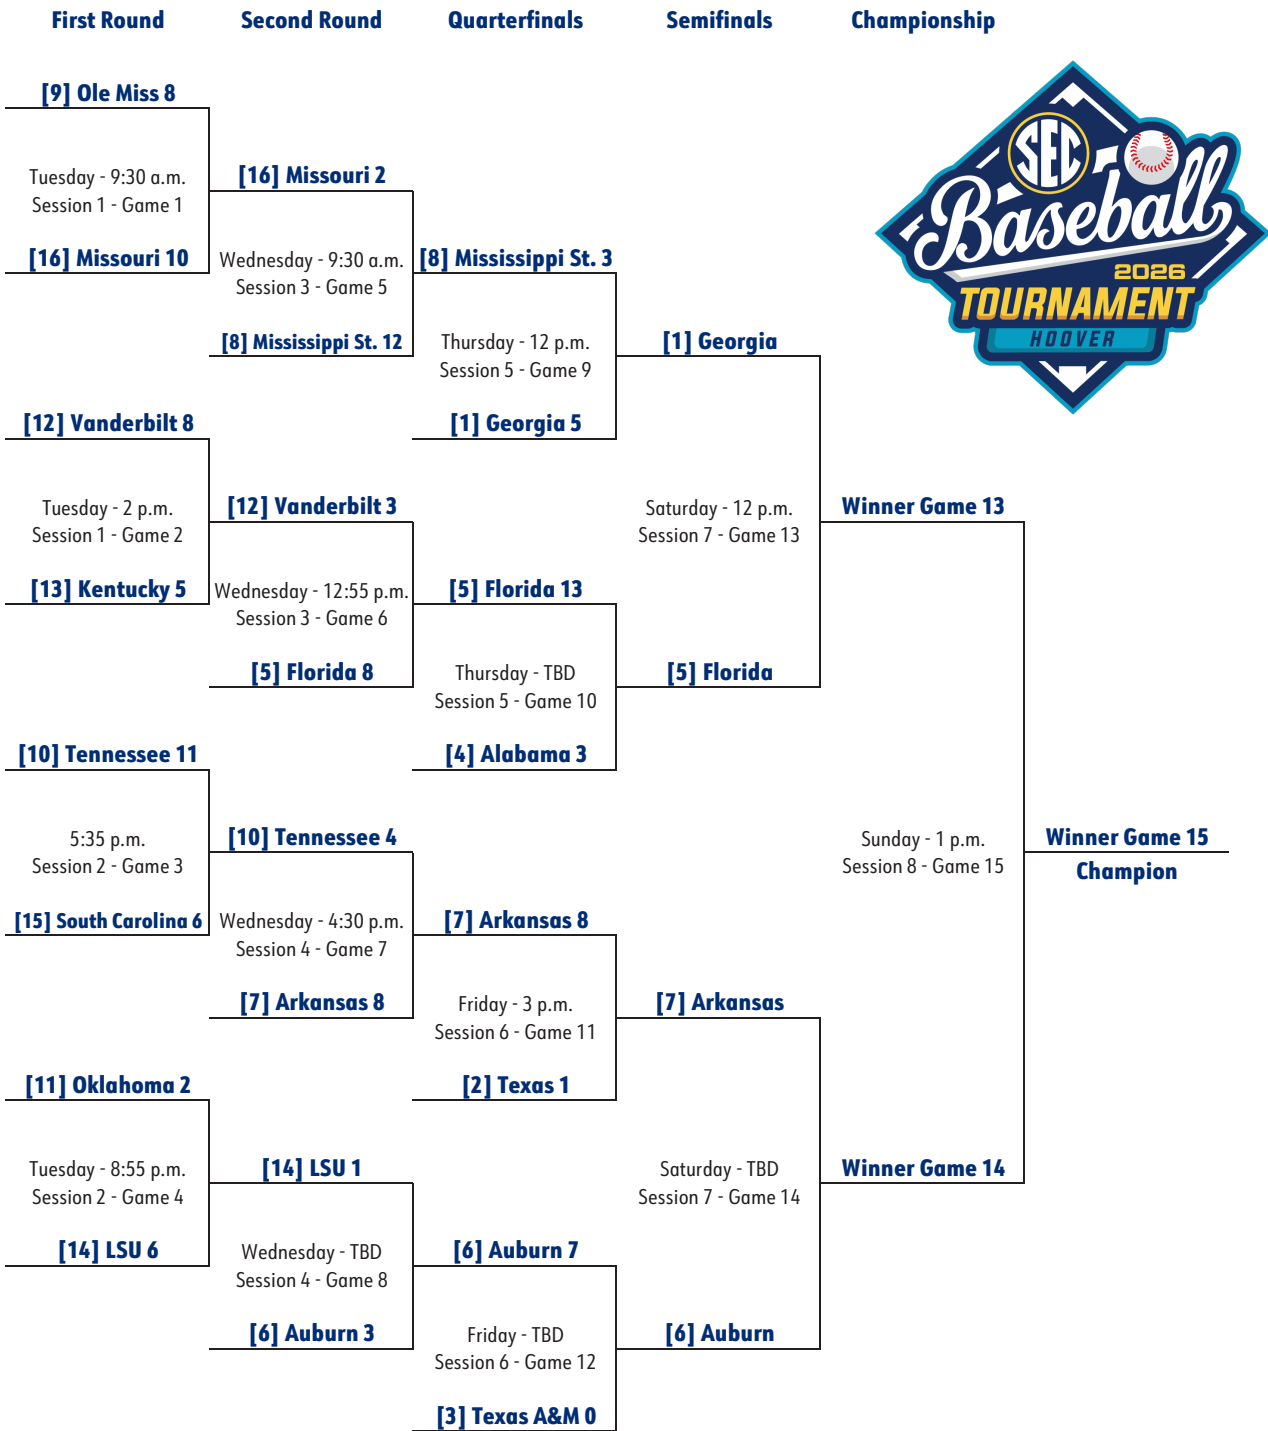 First Round
Second Round
Quarterfinals
Semifinals
Championship
[9] Ole Miss 8
Tuesday - 9:30 a.m.
Session 1 - Game 1
[16] Missouri 10
[12] Vanderbilt 8
Tuesday - 2 p.m.
Session 1 - Game 2
[13] Kentucky 5
[10] Tennessee 11
5:35 p.m.
Session 2 - Game 3
[15] South Carolina 6
[11] Oklahoma 2
Tuesday - 8:55 p.m.
Session 2 - Game 4
[14] LSU 6
[16] Missouri 2
Wednesday - 9:30 a.m.
Session 3 - Game 5
[8] Mississippi St. 12
[12] Vanderbilt 3
Wednesday - 12:55 p.m.
Session 3 - Game 6
[5] Florida 8
[10] Tennessee 4
Wednesday - 4:30 p.m.
Session 4 - Game 7
[7] Arkansas 8
[14] LSU 1
Wednesday - TBD
Session 4 - Game 8
[6] Auburn 3
[8] Mississippi St. 3
Thursday - 12 p.m.
Session 5 - Game 9
[1] Georgia 5
[5] Florida 13
Thursday - TBD
Session 5 - Game 10
[4] Alabama 3
[7] Arkansas 8
Friday - 3 p.m.
Session 6 - Game 11
[2] Texas 1
[6] Auburn 7
Friday - TBD
Session 6 - Game 12
[3] Texas A&M 0
[1] Georgia
Saturday - 12 p.m.
Session 7 - Game 13
[5] Florida
[7] Arkansas
Saturday - TBD
Session 7 - Game 14
[6] Auburn
Winner Game 13
Sunday - 1 p.m.
Session 8 - Game 15
Winner Game 14
Winner Game 15
Champion
SEC
Baseball
2026
TOURNAMENT
HOOVER